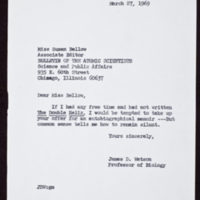 March 27, 1969
Miss Susan Bellow
Associate Editor
BULLETIN OF THE ATOMIC SCIENTISTS
Science and Public Affairs
935 E. 60th Street
Chicago, Illinois 60637
Dear Miss Bellow,
If I had any free time and had not written
The Double Helix, I would be tempted to take up
your offer for an autobiographical memoir ---But
common sense tells me how to remain silent.
Yours sincerely,
James D. Watson
Professor of Biology